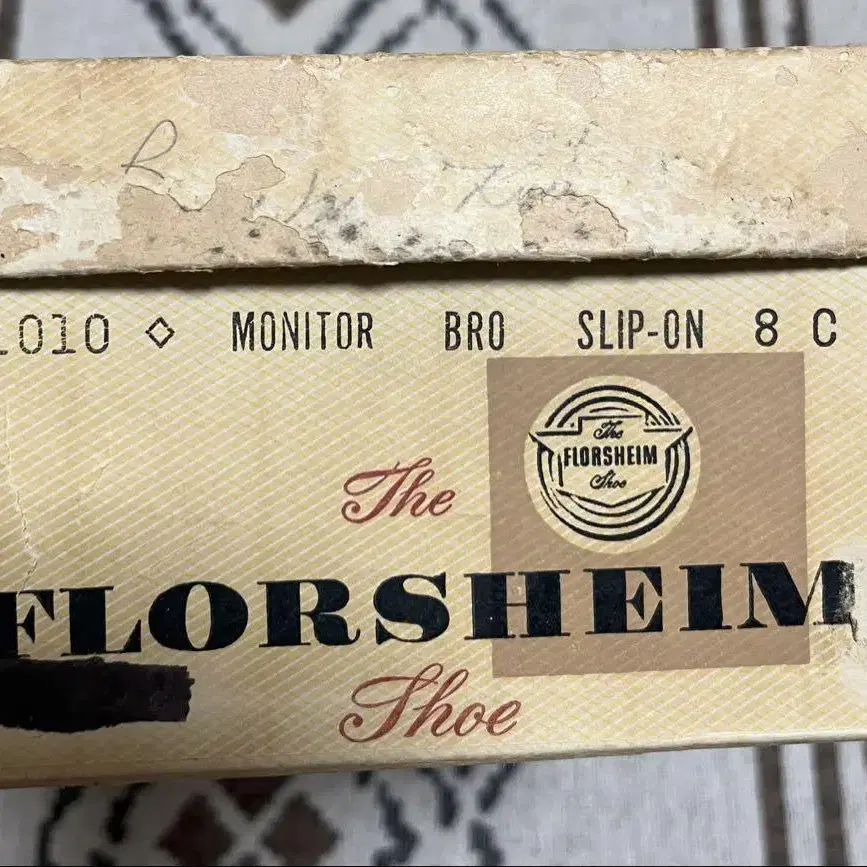 R
1010 ◇ MONITOR BRO SLIP-ON 8 C
The
FLORSHEIM
Shoe
The
FLORSHEIM
Shoe